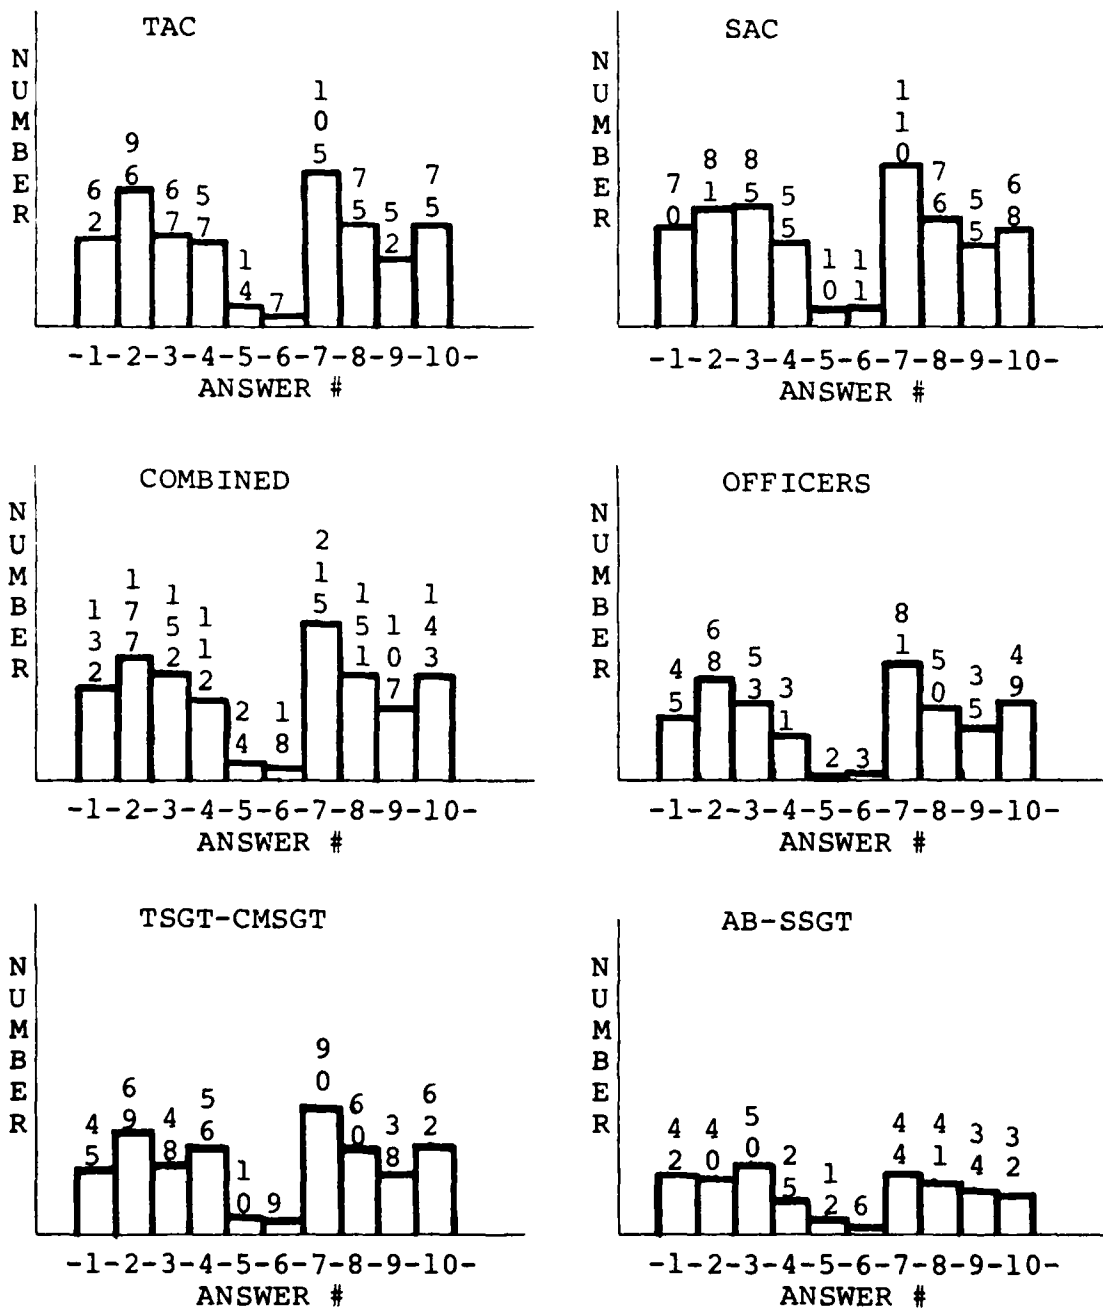 TAC
NUMBER
62 96 67 57 14 7 105 75 52 75
-1-2-3-4-5-6-7-8-9-10-
ANSWER #
SAC
NUMBER
70 81 85 55 10 11 110 76 55 68
-1-2-3-4-5-6-7-8-9-10-
ANSWER #
COMBINED
NUMBER
132 177 152 112 24 18 215 151 107 143
-1-2-3-4-5-6-7-8-9-10-
ANSWER #
OFFICERS
NUMBER
45 68 53 31 2 3 81 50 35 49
-1-2-3-4-5-6-7-8-9-10-
ANSWER #
TSGT-CMSGT
NUMBER
45 69 48 56 10 9 90 60 38 62
-1-2-3-4-5-6-7-8-9-10-
ANSWER #
AB-SSGT
NUMBER
42 40 50 25 12 6 44 41 34 32
-1-2-3-4-5-6-7-8-9-10-
ANSWER #